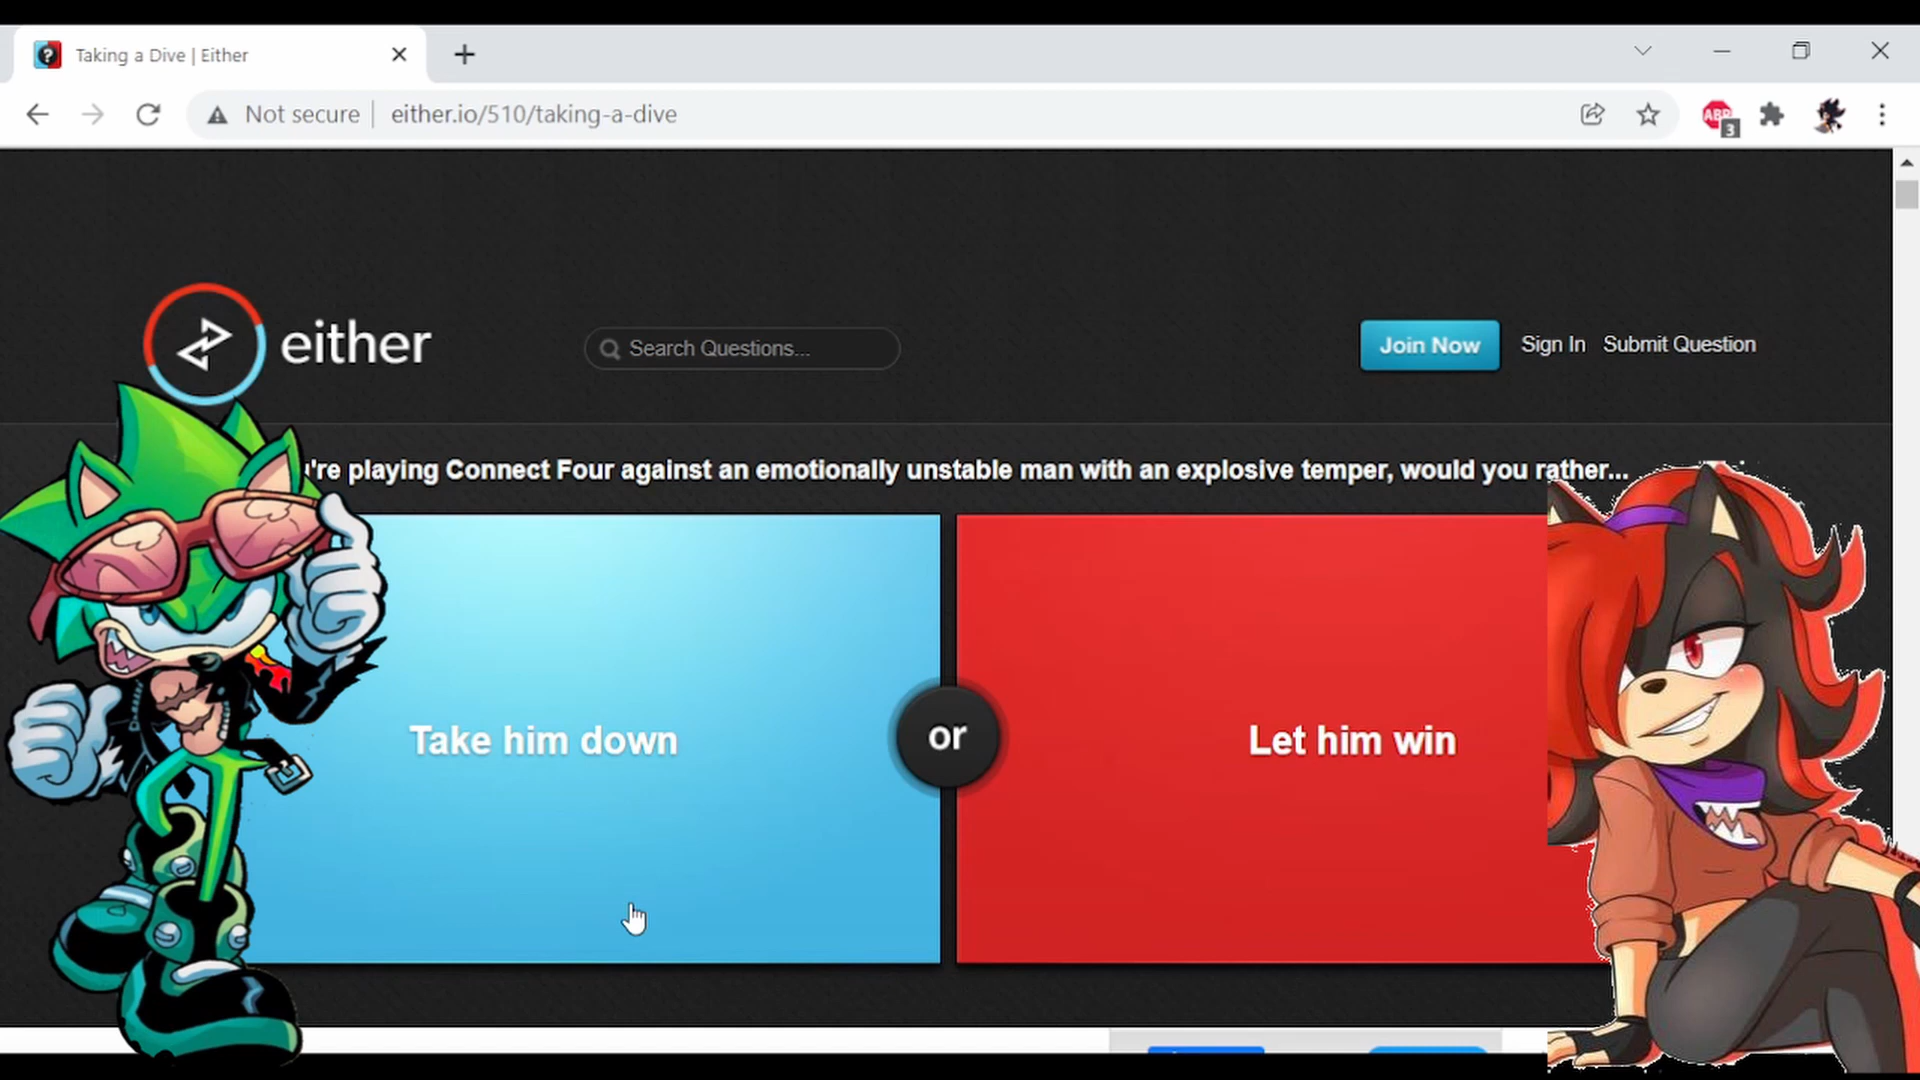 Taking a Dive | Either
Not secure
either.io/510/taking-a-dive
ABP
3
either
Search Questions...
Join Now
Sign In
Submit Question
're playing Connect Four against an emotionally unstable man with an explosive temper, would you rather...
Take him down
or
Let him win